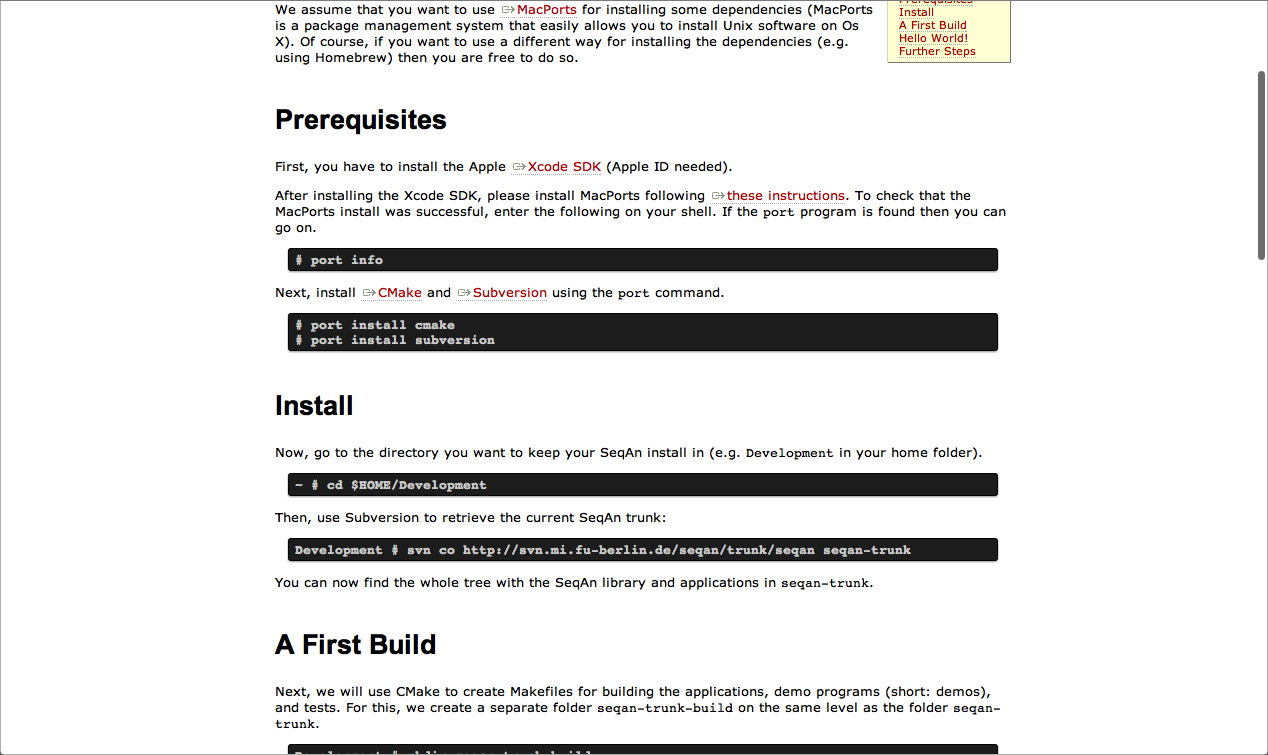 We assume that you want to use MacPorts for installing some dependencies (MacPorts
is a package management system that easily allows you to install Unix software on Os
X). Of course, if you want to use a different way for installing the dependencies (e.g.
using Homebrew) then you are free to do so.
Prerequisites
Install
A First Build
Hello World!
Further Steps
Prerequisites
First, you have to install the Apple Xcode SDK (Apple ID needed).
After installing the Xcode SDK, please install MacPorts following these instructions. To check that the
MacPorts install was successful, enter the following on your shell. If the port program is found then you can
go on.
# port info
Next, install CMake and Subversion using the port command.
# port install cmake
# port install subversion
Install
Now, go to the directory you want to keep your SeqAn install in (e.g. Development in your home folder).
~ # cd $HOME/Development
Then, use Subversion to retrieve the current SeqAn trunk:
Development # svn co http://svn.mi.fu-berlin.de/seqan/trunk/seqan seqan-trunk
You can now find the whole tree with the SeqAn library and applications in seqan-trunk.
A First Build
Next, we will use CMake to create Makefiles for building the applications, demo programs (short: demos),
and tests. For this, we create a separate folder seqan-trunk-build on the same level as the folder seqan-
trunk.